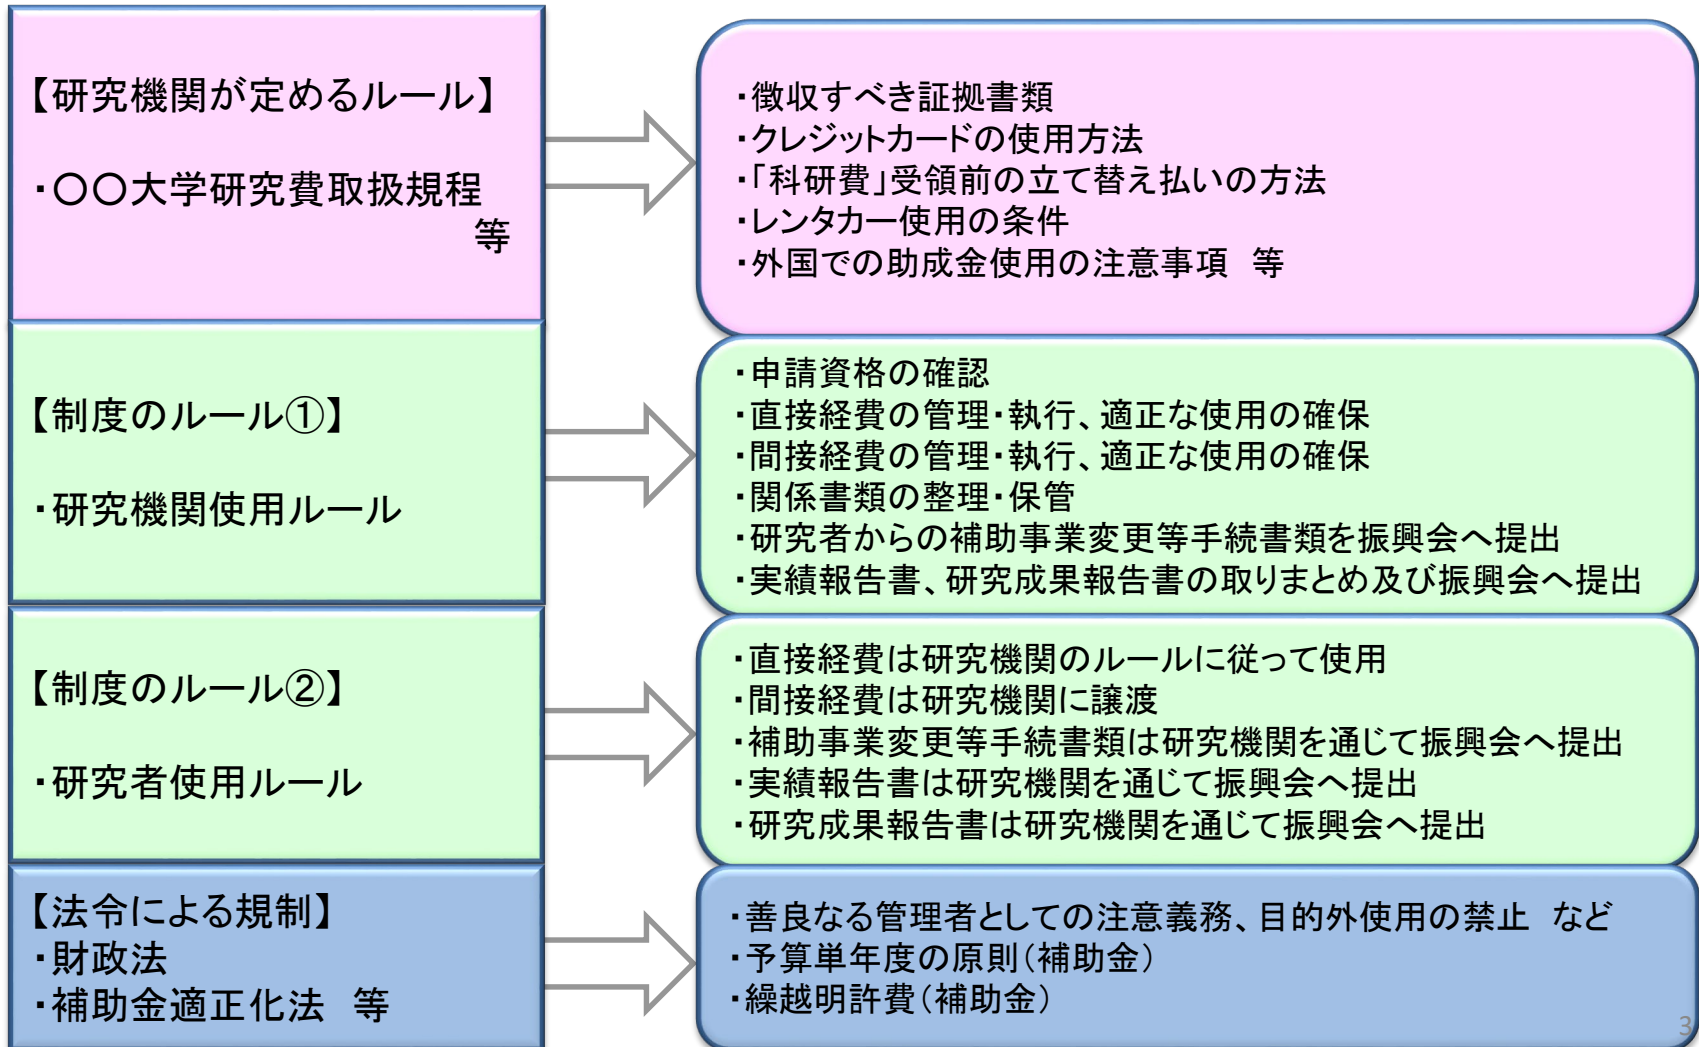 【研究機関が定めるルール】
・〇〇大学研究費取扱規程
等
・徴収すべき証拠書類
・クレジットカードの使用方法
・「科研費」受領前の立て替え払いの方法
・レンタカー使用の条件
・外国での助成金使用の注意事項　等
【制度のルール①】
・研究機関使用ルール
・申請資格の確認
・直接経費の管理・執行、適正な使用の確保
・間接経費の管理・執行、適正な使用の確保
・関係書類の整理・保管
・研究者からの補助事業変更等手続書類を振興会へ提出
・実績報告書、研究成果報告書の取りまとめ及び振興会へ提出
【制度のルール②】
・研究者使用ルール
・直接経費は研究機関のルールに従って使用
・間接経費は研究機関に譲渡
・補助事業変更等手続書類は研究機関を通じて振興会へ提出
・実績報告書は研究機関を通じて振興会へ提出
・研究成果報告書は研究機関を通じて振興会へ提出
【法令による規制】
・財政法
・補助金適正化法　等
・善良なる管理者としての注意義務、目的外使用の禁止　など
・予算単年度の原則（補助金）
・繰越明許費（補助金）
3